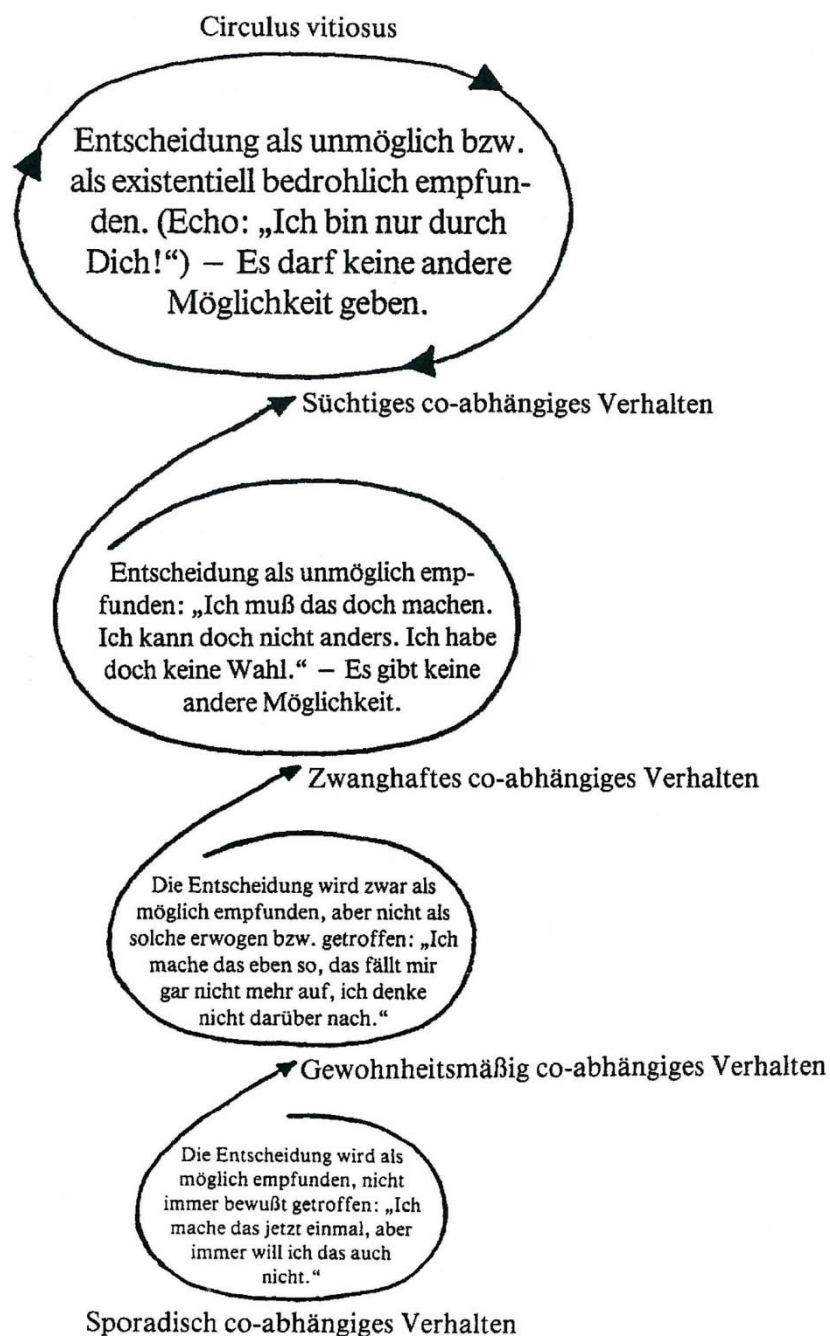 Circulus vitiosus
Entscheidung als unmöglich bzw.
als existentiell bedrohlich empfun-
den. (Echo: „Ich bin nur durch
Dich!“) – Es darf keine andere
Möglichkeit geben.
Süchtiges co-abhängiges Verhalten
Entscheidung als unmöglich emp-
funden: „Ich muß das doch machen.
Ich kann doch nicht anders. Ich habe
doch keine Wahl.“ – Es gibt keine
andere Möglichkeit.
Zwanghaftes co-abhängiges Verhalten
Die Entscheidung wird zwar als
möglich empfunden, aber nicht als
solche erwogen bzw. getroffen: „Ich
mache das eben so, das fällt mir
gar nicht mehr auf, ich denke
nicht darüber nach.“
Gewohnheitsmäßig co-abhängiges Verhalten
Die Entscheidung wird als
möglich empfunden, nicht
immer bewußt getroffen: „Ich
mache das jetzt einmal, aber
immer will ich das auch
nicht.“
Sporadisch co-abhängiges Verhalten